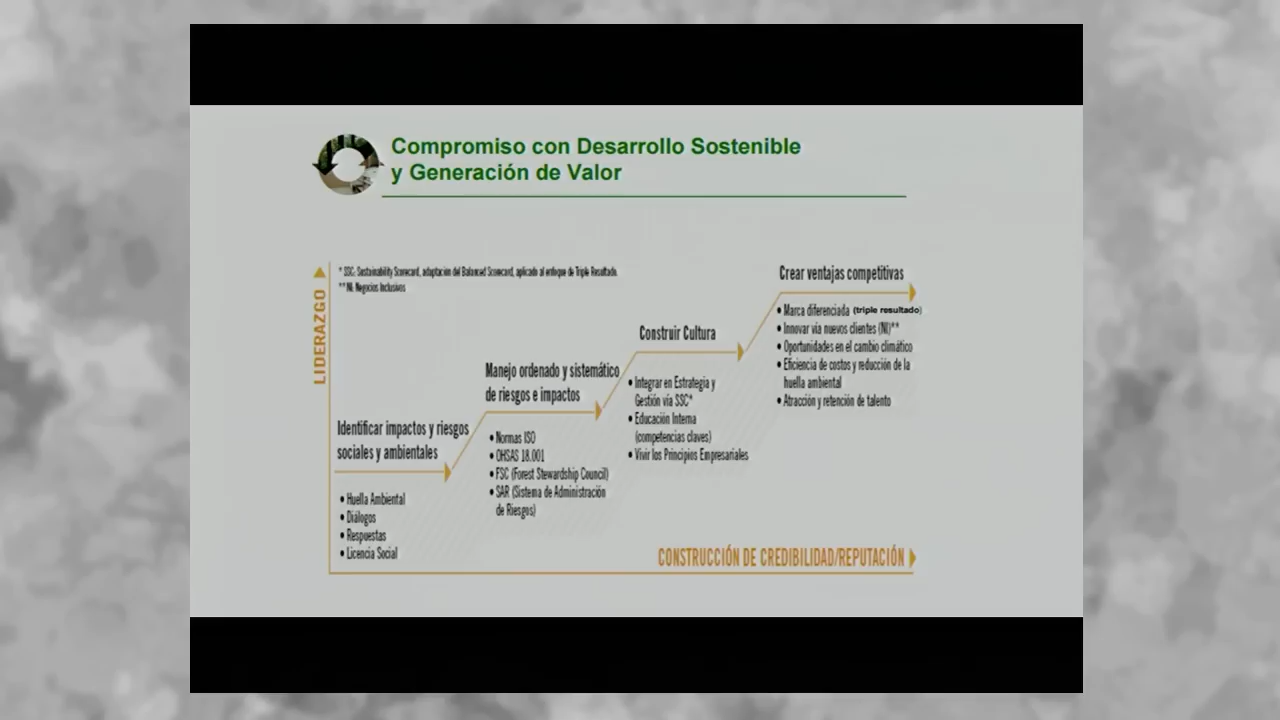 Compromiso con Desarrollo Sostenible
y Generación de Valor
LIDERAZGO
* SSC: Sustainability Scorecard, adaptación del Balanced Scorecard, aplicado al enfoque de Triple Resultado.
** NI: Negocios Inclusivos
Identificar impactos y riesgos
sociales y ambientales
• Huella Ambiental
• Diálogos
• Respuestas
• Licencia Social
Manejo ordenado y sistemático
de riesgos e impactos
• Normas ISO
• OHSAS 18.001
• FSC (Forest Stewardship Council)
• SAR (Sistema de Administración
de Riesgos)
Construir Cultura
• Integrar en Estrategia y
Gestión vía SSC*
• Educación Interna
(competencias claves)
• Vivir los Principios Empresariales
Crear ventajas competitivas
• Marca diferenciada (triple resultado)
• Innovar vía nuevos clientes (NI)**
• Oportunidades en el cambio climático
• Eficiencia de costos y reducción de la
huella ambiental
• Atracción y retención de talento
CONSTRUCCIÓN DE CREDIBILIDAD/REPUTACIÓN